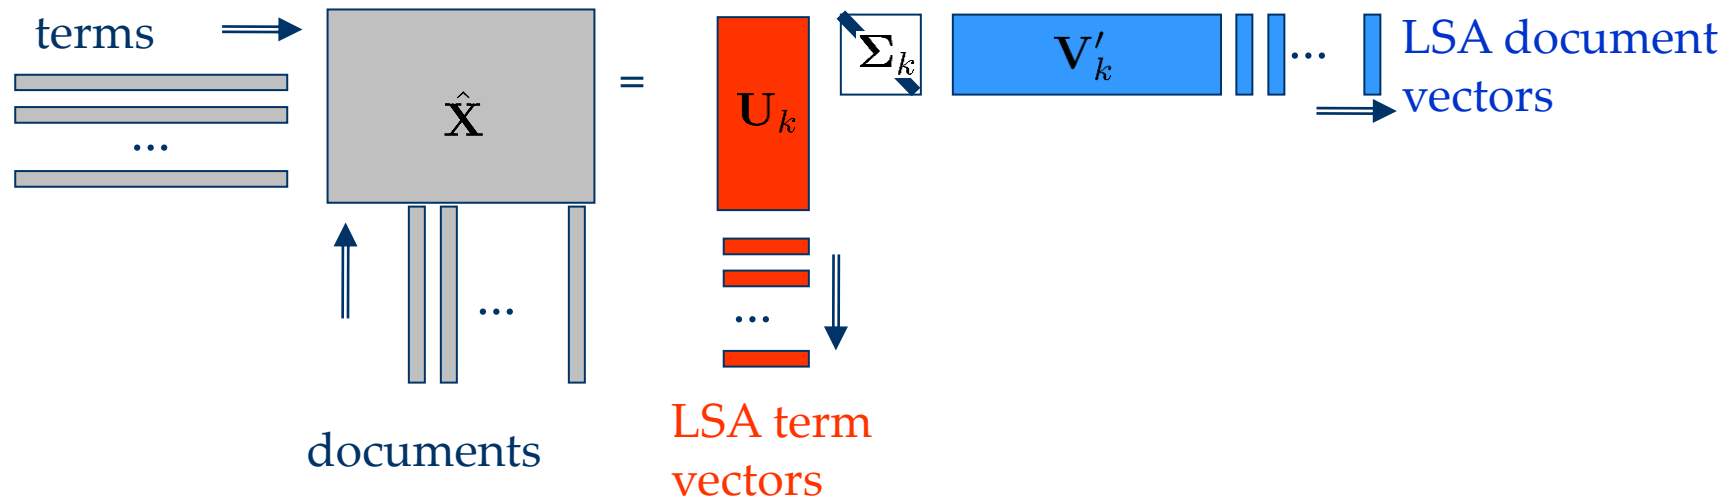 terms
...
X̂
=
U_k
Σ_k
V′_k
...
LSA document
vectors
...
...
documents
LSA term
vectors